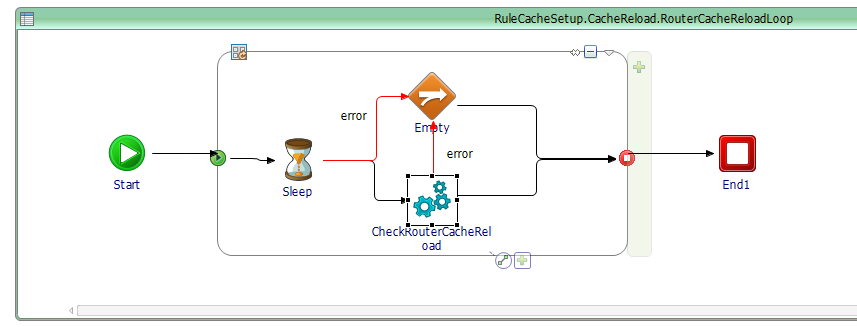 RuleCacheSetup.CacheReload.RouterCacheReloadLoop
error
Empty
error
Start
Sleep
End1
CheckRouterCacheRel
oad